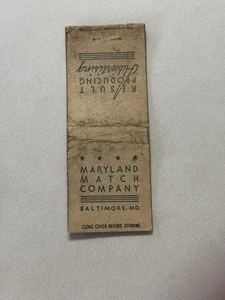 RESULT
PRODUCING
Advertising
MARYLAND
MATCH
COMPANY
BALTIMORE, MD.
CLOSE COVER BEFORE STRIKING